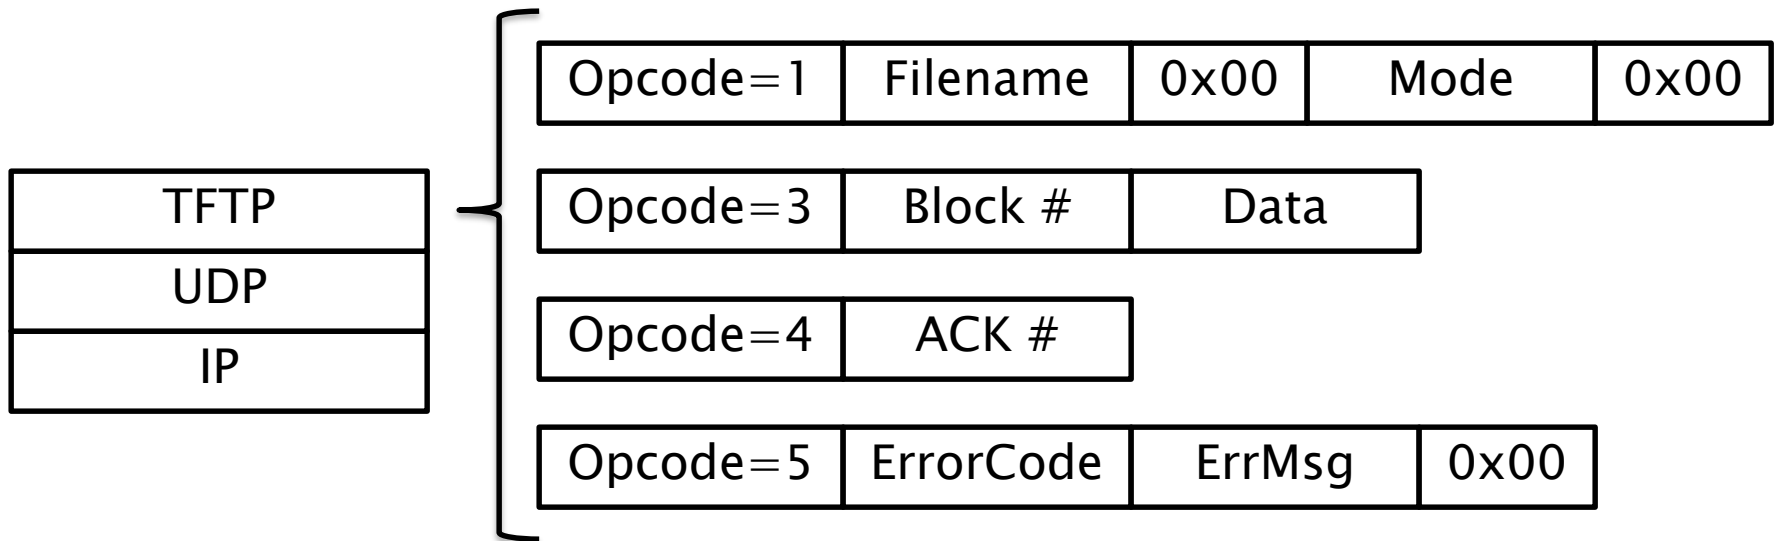 TFTP
UDP
IP
Opcode=1 Filename 0x00 Mode 0x00
Opcode=3 Block # Data
Opcode=4 ACK #
Opcode=5 ErrorCode ErrMsg 0x00